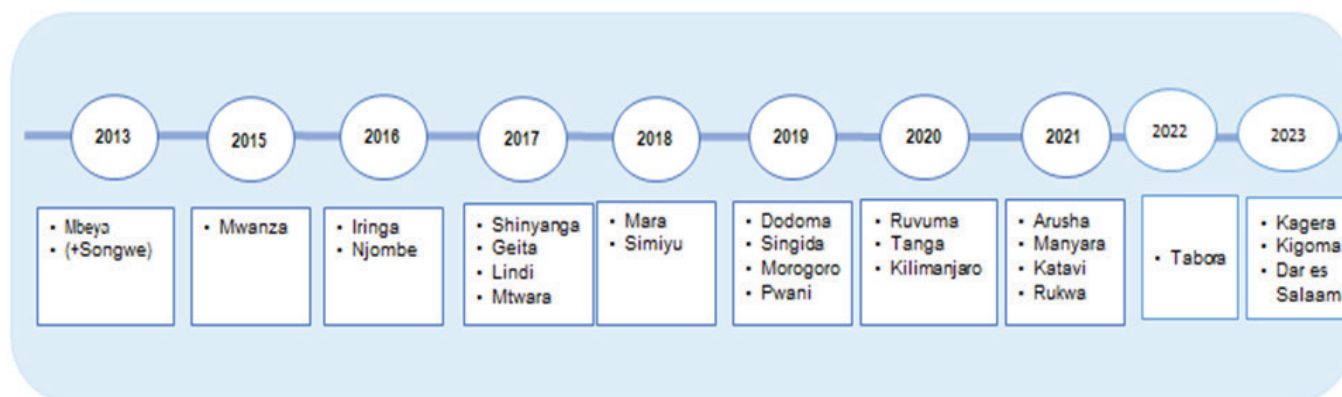 2013
2015
2016
2017
2018
2019
2020
2021
2022
2023
• Mbeya
• (+Songwe)
• Mwanza
• Iringa
• Njombe
• Shinyanga
• Geita
• Lindi
• Mtwara
• Mara
• Simiyu
• Dodoma
• Singida
• Morogoro
• Pwani
• Ruvuma
• Tanga
• Kilimanjaro
• Arusha
• Manyara
• Katavi
• Rukwa
• Tabora
• Kagera
• Kigoma
• Dar es
Salaam